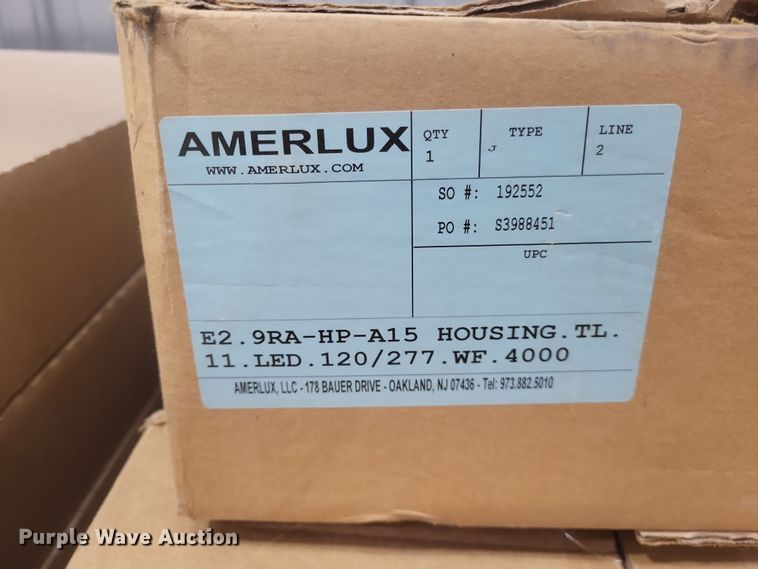 AMERLUX
WWW.AMERLUX.COM
QTY
1
TYPE
J
LINE
2
SO #: 192552
PO #: S3988451
UPC
E2.9RA-HP-A15 HOUSING.TL.
11.LED.120/277.WF.4000
AMERLUX, LLC - 178 BAUER DRIVE - OAKLAND, NJ 07436 - Tel: 973.882.5010
Purple Wave Auction